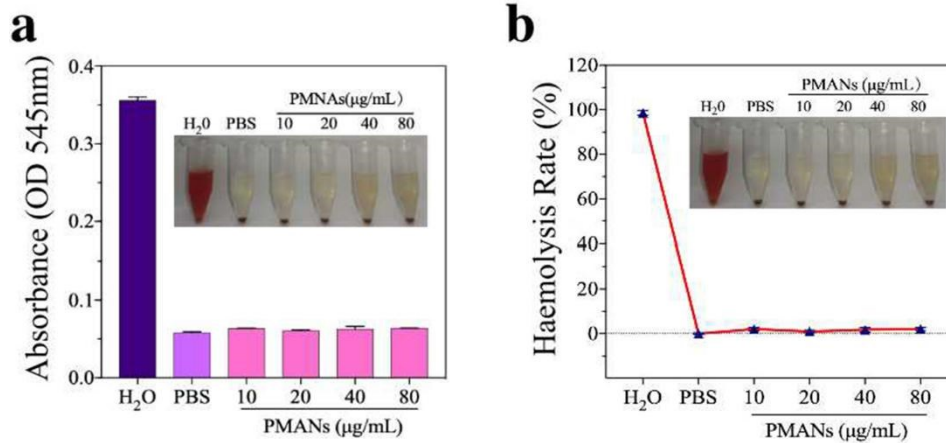 a
Absorbance (OD 545nm)
0.4
0.3
0.2
0.1
0.0
PMNAs(μg/mL)
H₂0 PBS 10 20 40 80
H₂O PBS 10 20 40 80
PMANs (μg/mL)
b
Haemolysis Rate (%)
120
100
80
60
40
20
0
PMANs (μg/mL)
H₂0 PBS 10 20 40 80
H₂O PBS 10 20 40 80
PMANs (μg/mL)